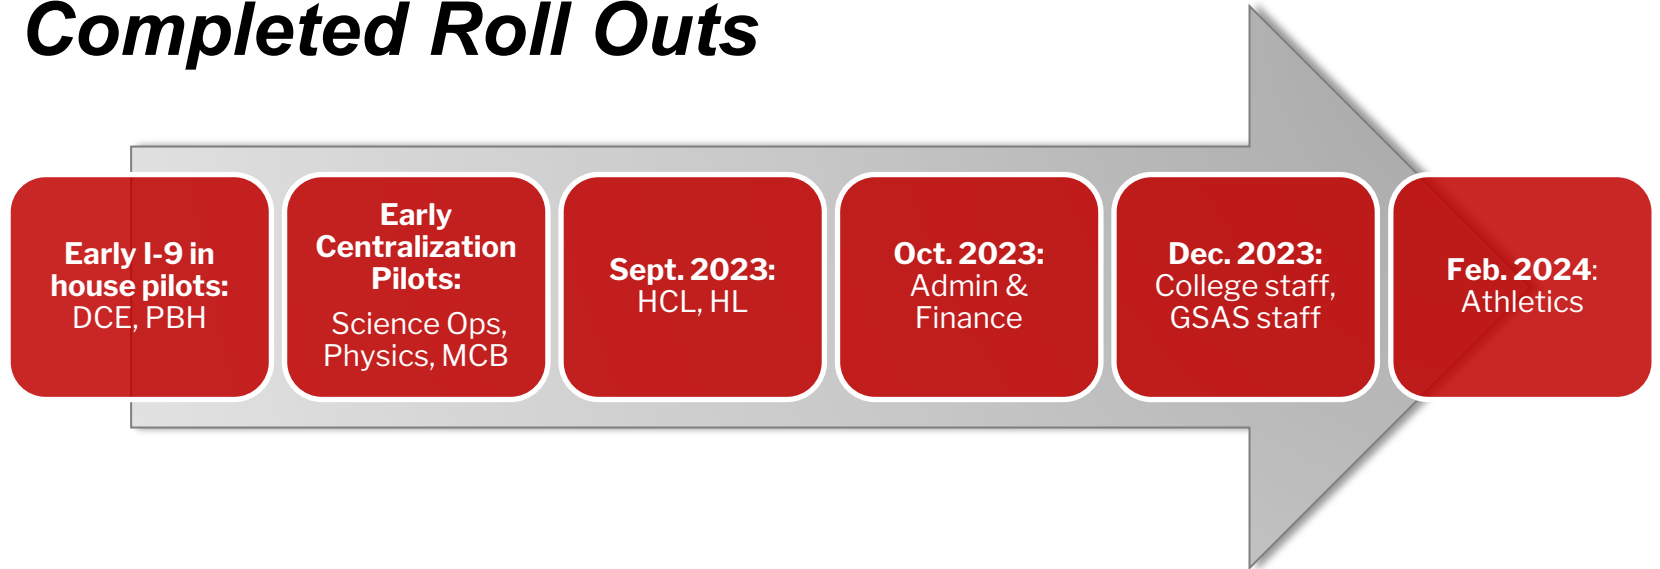 Completed Roll Outs
Early I-9 in
house pilots:
DCE, PBH
Early
Centralization
Pilots:
Science Ops,
Physics, MCB
Sept. 2023:
HCL, HL
Oct. 2023:
Admin &
Finance
Dec. 2023:
College staff,
GSAS staff
Feb. 2024:
Athletics